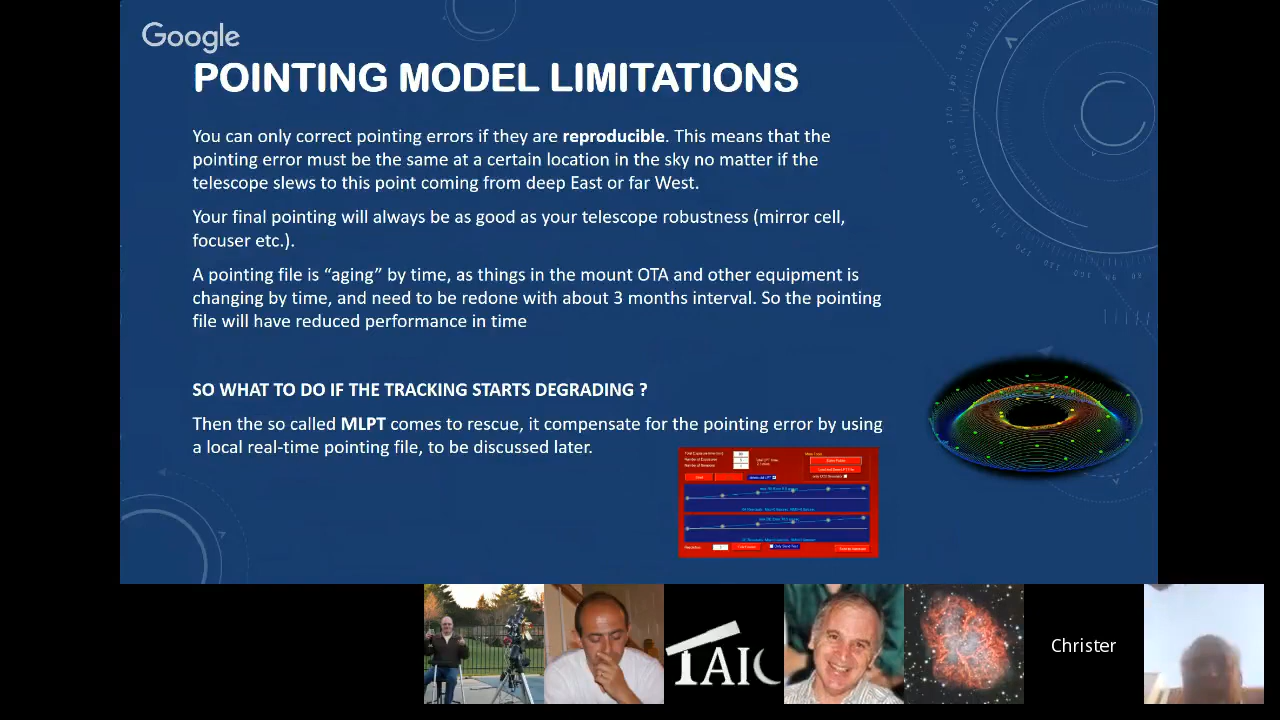 Google
POINTING MODEL LIMITATIONS
You can only correct pointing errors if they are reproducible. This means that the
pointing error must be the same at a certain location in the sky no matter if the
telescope slews to this point coming from deep East or far West.
Your final pointing will always be as good as your telescope robustness (mirror cell,
focuser etc.).
A pointing file is “aging” by time, as things in the mount OTA and other equipment is
changing by time, and need to be redone with about 3 months interval. So the pointing
file will have reduced performance in time
SO WHAT TO DO IF THE TRACKING STARTS DEGRADING ?
Then the so called MLPT comes to rescue, it compensate for the pointing error by using
a local real-time pointing file, to be discussed later.
TAIC
Christer